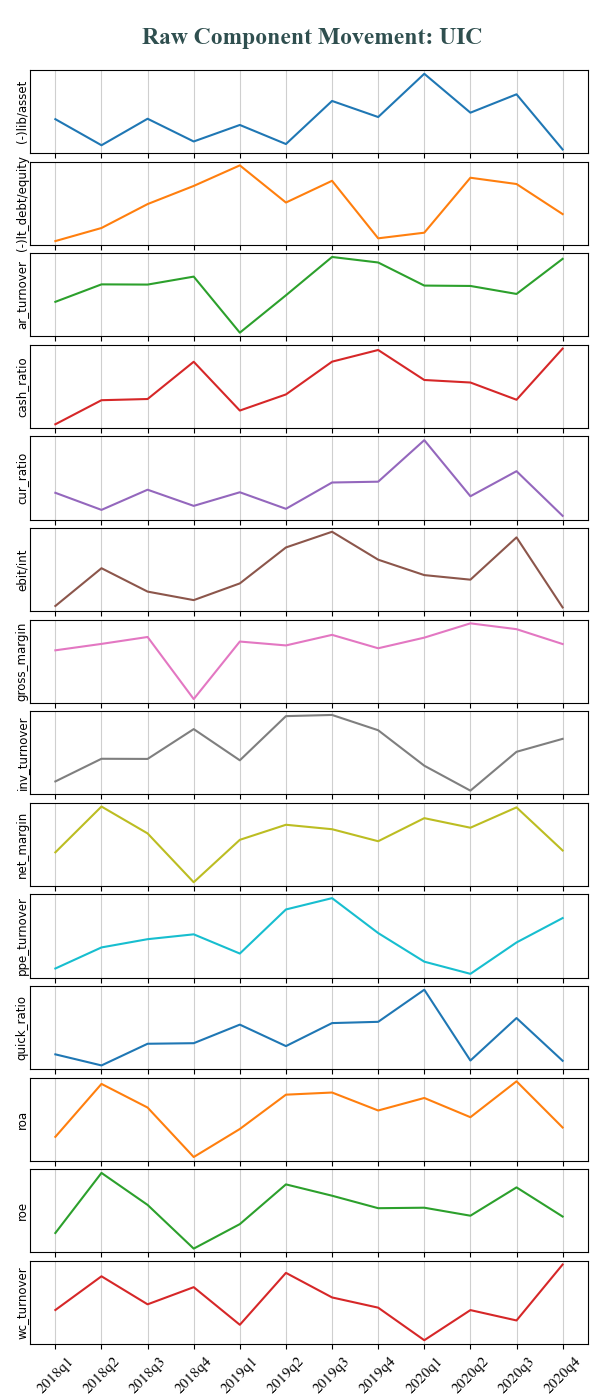 Raw Component Movement: UIC
(-)lib/asset
(-)lt_debt/equity
ar_turnover
cash_ratio
cur_ratio
ebit/int
gross_margin
inv_turnover
net_margin
ppe_turnover
quick_ratio
roa
roe
wc_turnover
2018q1 2018q2 2018q3 2018q4 2019q1 2019q2 2019q3 2019q4 2020q1 2020q2 2020q3 2020q4